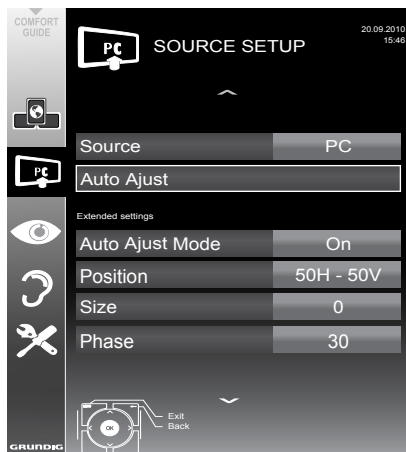 COMFORT
GUIDE
PC
SOURCE SETUP
20.09.2010
15:46
PC
Source PC
Auto Ajust
Extended settings
Auto Ajust Mode On
Position 50H - 50V
Size 0
Phase 30
OK
Exit
Back
GRUNDIG